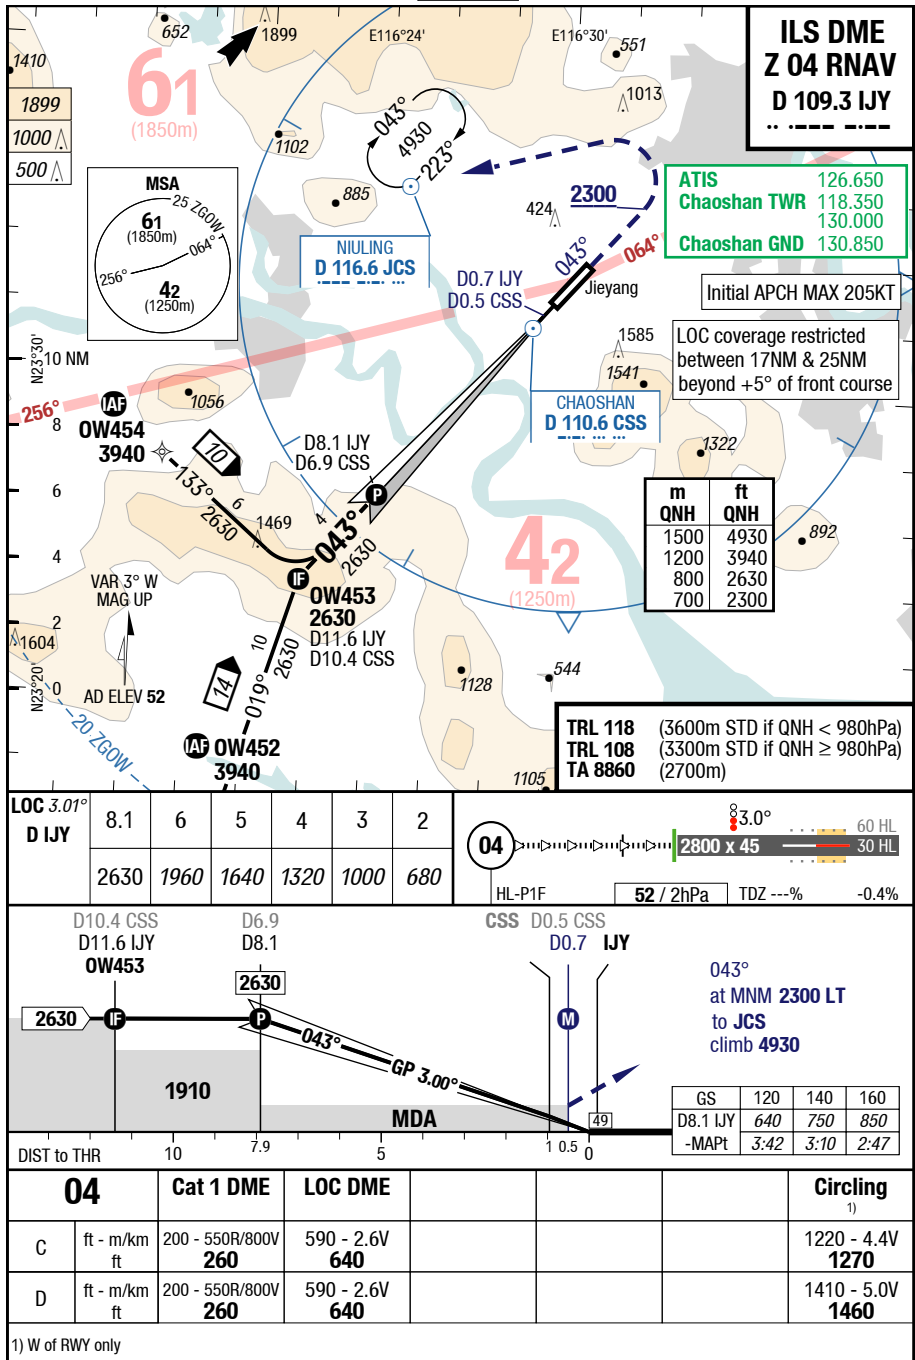 ILS DME
Z 04 RNAV
D 109.3 IJY
652
1899
E116°24'
E116°30'
551
1410
61
(1850m)
1013
1899
1000
500
1102
043°
4930
223°
885
424
2300
ATIS 126.650
Chaoshan TWR 118.350
130.000
Chaoshan GND 130.850
MSA
25 ZGOW
61
(1850m)
064°
256°
42
(1250m)
NIULING
D 116.6 JCS
043°
064°
D0.7 IJY
D0.5 CSS
Jieyang
Initial APCH MAX 205KT
N23°30'
10 NM
1585
1541
LOC coverage restricted
between 17NM & 25NM
beyond +5° of front course
256°
IAF
1056
OW454
3940
8
CHAOSHAN
D 110.6 CSS
D8.1 IJY
D6.9 CSS
10
133°
6
2630
1322
6
P
1469
4
043°
2630
m ft
QNH QNH
1500 4930
1200 3940
800 2630
700 2300
892
4
42
(1250m)
IF
OW453
2630
D11.6 IJY
D10.4 CSS
VAR 3° W
MAG UP
2
1604
10
2630
019°
14
N23°20'
0
AD ELEV 52
1128
544
20 ZGOW
IAF OW452
3940
1105
TRL 118 (3600m STD if QNH < 980hPa)
TRL 108 (3300m STD if QNH ≥ 980hPa)
TA 8860 (2700m)
LOC 3.01°
D IJY 8.1 6 5 4 3 2
2630 1960 1640 1320 1000 680
04
3.0°
60 HL
2800 x 45
30 HL
HL-P1F
52 / 2hPa
TDZ ---%
-0.4%
D10.4 CSS D6.9 CSS D0.5 CSS
D11.6 IJY D8.1 D0.7 IJY
OW453
2630
2630
IF
P
M
043°
GP 3.00°
043°
at MNM 2300 LT
to JCS
climb 4930
1910
MDA
49
GS 120 140 160
D8.1 IJY 640 750 850
-MAPt 3:42 3:10 2:47
DIST to THR 10 7.9 5 1 0.5 0
04 Cat 1 DME LOC DME Circling
1)
C ft - m/km 200 - 550R/800V 590 - 2.6V 1220 - 4.4V
ft 260 640 1270
D ft - m/km 200 - 550R/800V 590 - 2.6V 1410 - 5.0V
ft 260 640 1460
1) W of RWY only